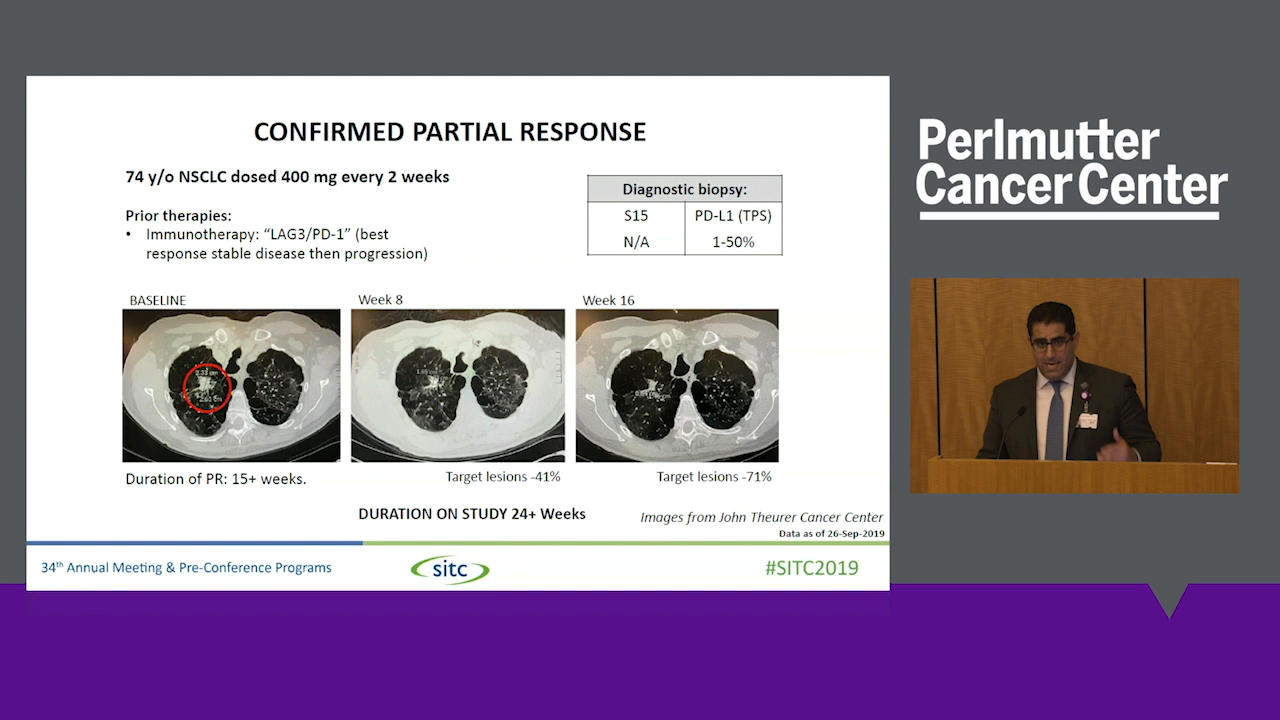 CONFIRMED PARTIAL RESPONSE
74 y/o NSCLC dosed 400 mg every 2 weeks
Prior therapies:
• Immunotherapy: “LAG3/PD-1” (best
response stable disease then progression)
Diagnostic biopsy:
S15 PD-L1 (TPS)
N/A 1-50%
BASELINE
Week 8
Week 16
Duration of PR: 15+ weeks.
Target lesions -41%
Target lesions -71%
DURATION ON STUDY 24+ Weeks
Images from John Theurer Cancer Center
Data as of 26-Sep-2019
34th Annual Meeting & Pre-Conference Programs
sitc
#SITC2019
Perlmutter
Cancer Center